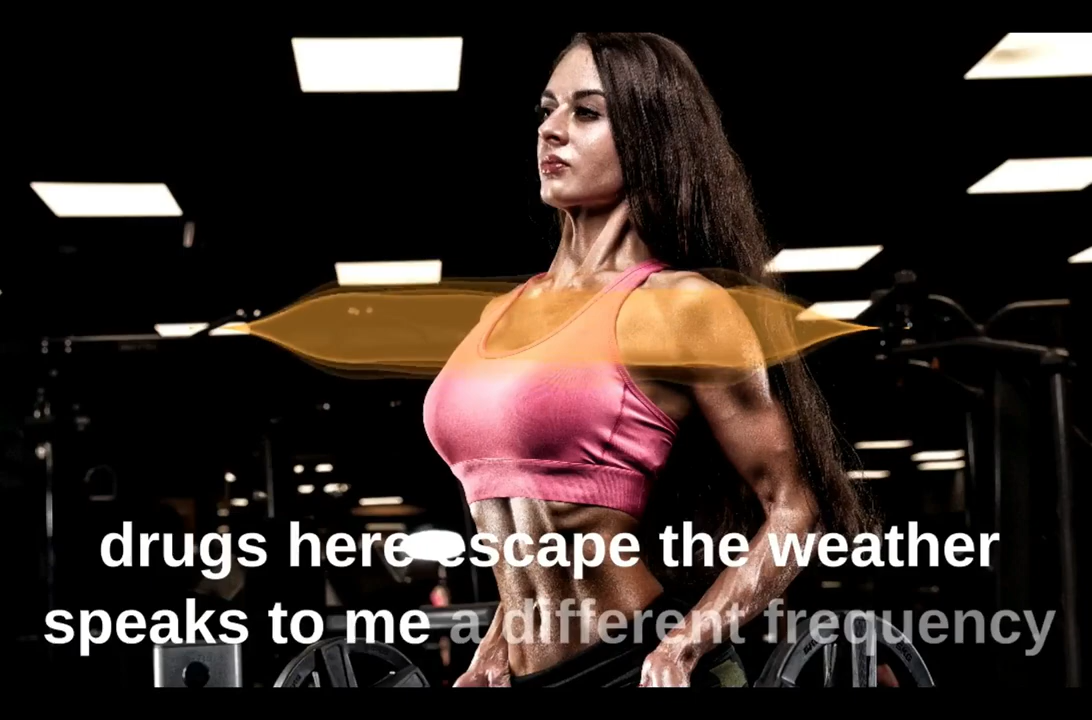 drugs here escape the weather
speaks to me a different frequency